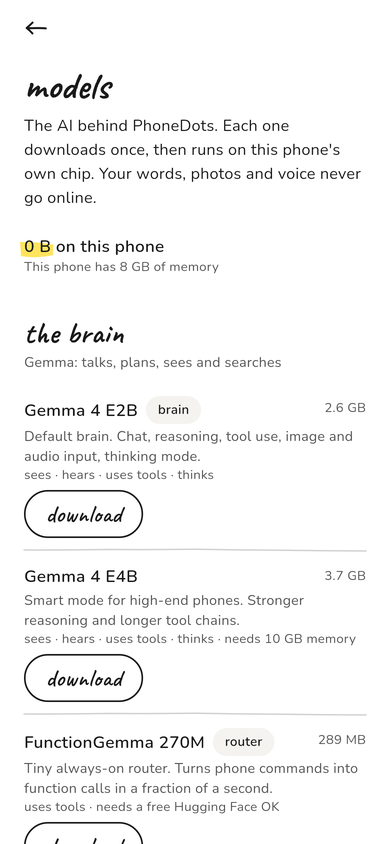 models
The AI behind PhoneDots. Each one
downloads once, then runs on this phone's
own chip. Your words, photos and voice never
go online.
0 B on this phone
This phone has 8 GB of memory
the brain
Gemma: talks, plans, sees and searches
Gemma 4 E2B brain 2.6 GB
Default brain. Chat, reasoning, tool use, image and
audio input, thinking mode.
sees · hears · uses tools · thinks
download
Gemma 4 E4B 3.7 GB
Smart mode for high-end phones. Stronger
reasoning and longer tool chains.
sees · hears · uses tools · thinks · needs 10 GB memory
download
FunctionGemma 270M router 289 MB
Tiny always-on router. Turns phone commands into
function calls in a fraction of a second.
uses tools · needs a free Hugging Face OK